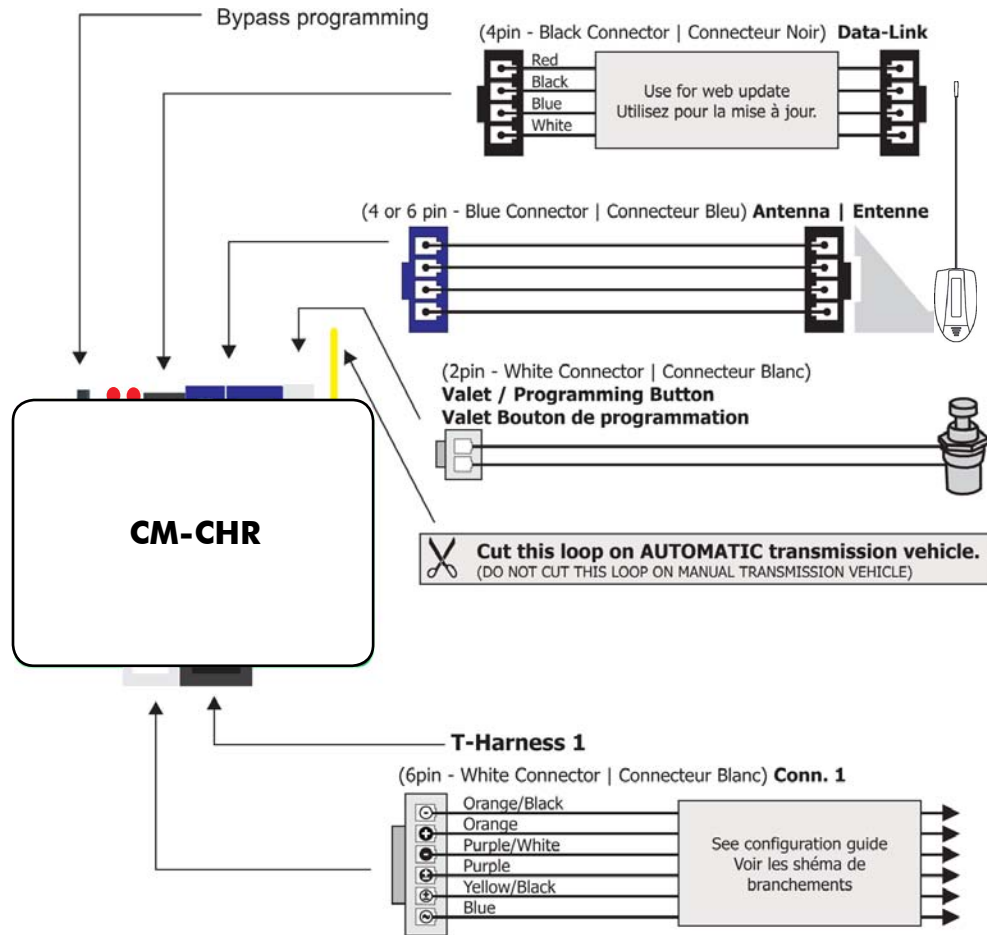 Bypass programming
(4pin - Black Connector | Connecteur Noir) Data-Link
Red
Black
Blue
White
Use for web update
Utilisez pour la mise à jour.
(4 or 6 pin - Blue Connector | Connecteur Bleu) Antenna | Entenne
(2pin - White Connector | Connecteur Blanc)
Valet / Programming Button
Valet Bouton de programmation
CM-CHR
Cut this loop on AUTOMATIC transmission vehicle.
(DO NOT CUT THIS LOOP ON MANUAL TRANSMISSION VEHICLE)
T-Harness 1
(6pin - White Connector | Connecteur Blanc) Conn. 1
Orange/Black
Orange
Purple/White
Purple
Yellow/Black
Blue
See configuration guide
Voir les shéma de
branchements